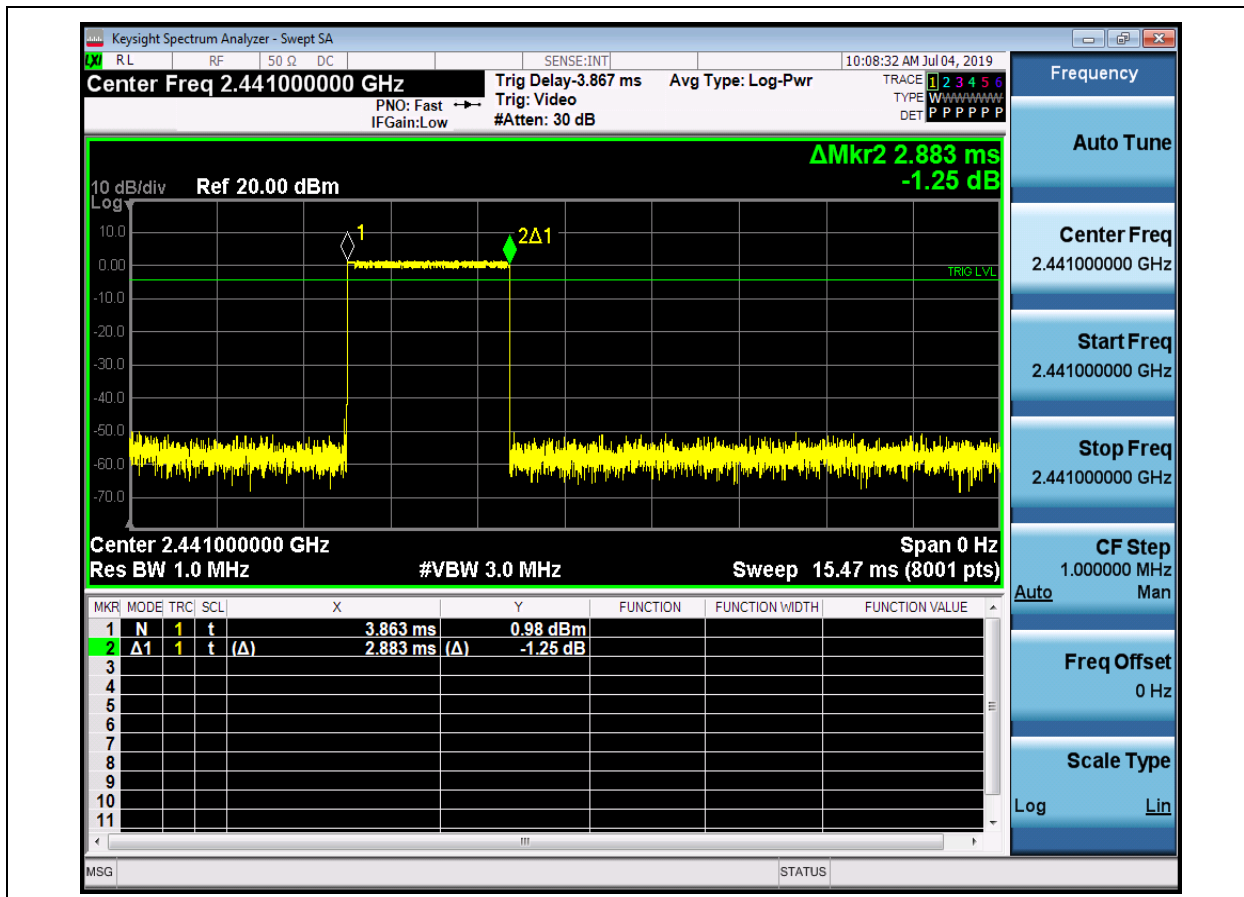 Keysight Spectrum Analyzer - Swept SA
LXI RL RF 50 Ω DC SENSE:INT 10:08:32 AM Jul 04, 2019
Center Freq 2.441000000 GHz
PNO: Fast
IFGain:Low
Trig Delay-3.867 ms
Trig: Video
#Atten: 30 dB
Avg Type: Log-Pwr
TRACE 1 2 3 4 5 6
TYPE WWWWWW
DET P P P P P P
ΔMkr2 2.883 ms
-1.25 dB
10 dB/div Ref 20.00 dBm
Log
10.0
0.00
-10.0
-20.0
-30.0
-40.0
-50.0
-60.0
-70.0
1
2Δ1
TRIG LVL
Center 2.441000000 GHz Span 0 Hz
Res BW 1.0 MHz #VBW 3.0 MHz Sweep 15.47 ms (8001 pts)
MKR MODE TRC SCL X Y FUNCTION FUNCTION WIDTH FUNCTION VALUE
1 N 1 t 3.863 ms 0.98 dBm
2 Δ1 1 t (Δ) 2.883 ms (Δ) -1.25 dB
3
4
5
6
7
8
9
10
11
MSG STATUS
Frequency
Auto Tune
Center Freq
2.441000000 GHz
Start Freq
2.441000000 GHz
Stop Freq
2.441000000 GHz
CF Step
1.000000 MHz
Auto Man
Freq Offset
0 Hz
Scale Type
Log Lin